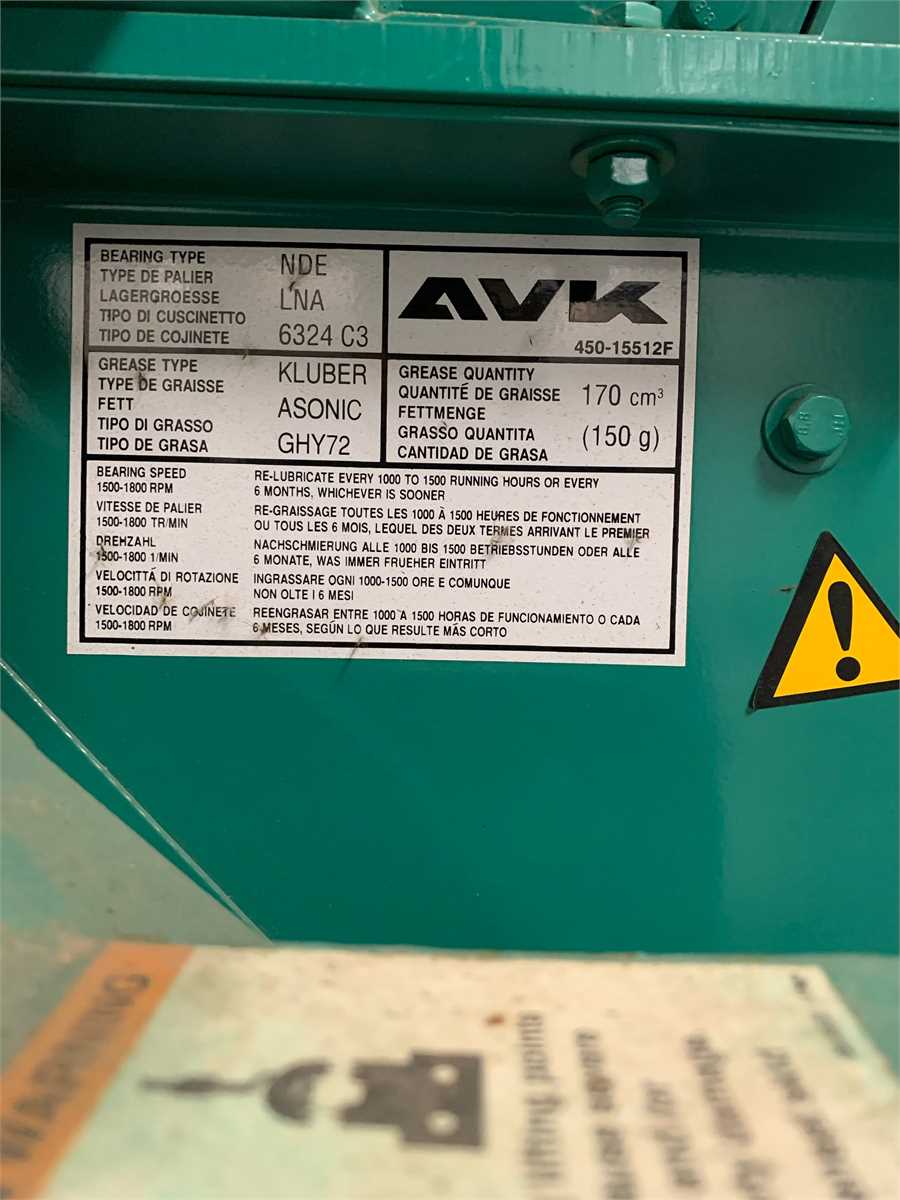 BEARING TYPE
TYPE DE PALIER
LAGERGROESSE
TIPO DI CUSCINETTO
TIPO DE COJINETE
NDE
LNA
6324 C3
AVK
450-15512F
GREASE TYPE
TYPE DE GRAISSE
FETT
TIPO DI GRASSO
TIPO DE GRASA
KLUBER
ASONIC
GHY72
GREASE QUANTITY
QUANTITÉ DE GRAISSE
FETTMENGE
GRASSO QUANTITA
CANTIDAD DE GRASA
170 cm³
(150 g)
BEARING SPEED
1500-1800 RPM
RE-LUBRICATE EVERY 1000 TO 1500 RUNNING HOURS OR EVERY
6 MONTHS, WHICHEVER IS SOONER
VITESSE DE PALIER
1500-1800 TR/MIN
RE-GRAISSAGE TOUTES LES 1000 À 1500 HEURES DE FONCTIONNEMENT
OU TOUS LES 6 MOIS, LEQUEL DES DEUX TERMES ARRIVANT LE PREMIER
DREHZAHL
1500-1800 1/MIN
NACHSCHMIERUNG ALLE 1000 BIS 1500 BETRIEBSSTUNDEN ODER ALLE
6 MONATE, WAS IMMER FRUEHER EINTRITT
VELOCITTÁ DI ROTAZIONE
1500-1800 RPM
INGRASSARE OGNI 1000-1500 ORE E COMUNQUE
NON OLTE I 6 MESI
VELOCIDAD DE COJINETE
1500-1800 RPM
REENGRASAR ENTRE 1000 A 1500 HORAS DE FUNCIONAMIENTO O CADA
6 MESES, SEGÚN LO QUE RESULTE MÁS CORTO
8.8
WARNING
lifting point